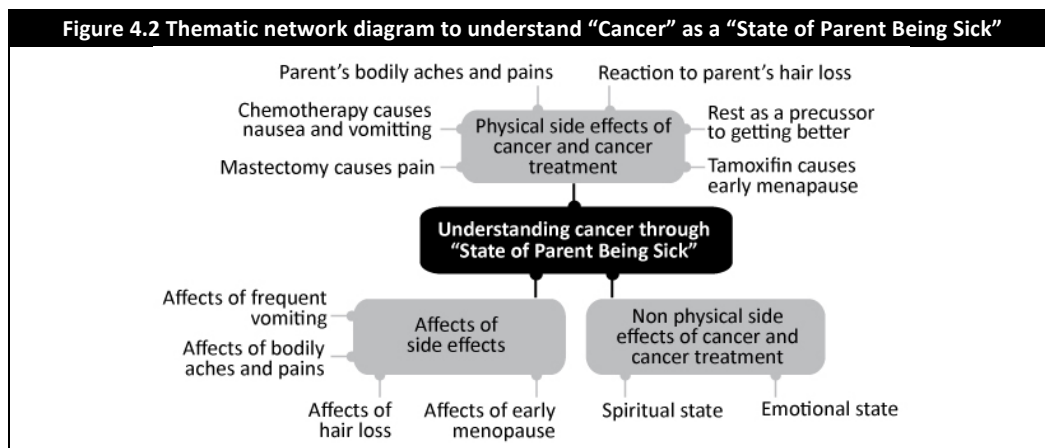 Figure 4.2 Thematic network diagram to understand “Cancer” as a “State of Parent Being Sick”
Parent’s bodily aches and pains
Reaction to parent’s hair loss
Chemotherapy causes
nausea and vomitting
Mastectomy causes pain
Physical side effects of
cancer and cancer
treatment
Rest as a precussor
to getting better
Tamoxifin causes
early menapause
Understanding cancer through
“State of Parent Being Sick”
Affects of frequent
vomiting
Affects of bodily
aches and pains
Affects of
side effects
Non physical side
effects of cancer and
cancer treatment
Affects of
hair loss
Affects of early
menopause
Spiritual state
Emotional state